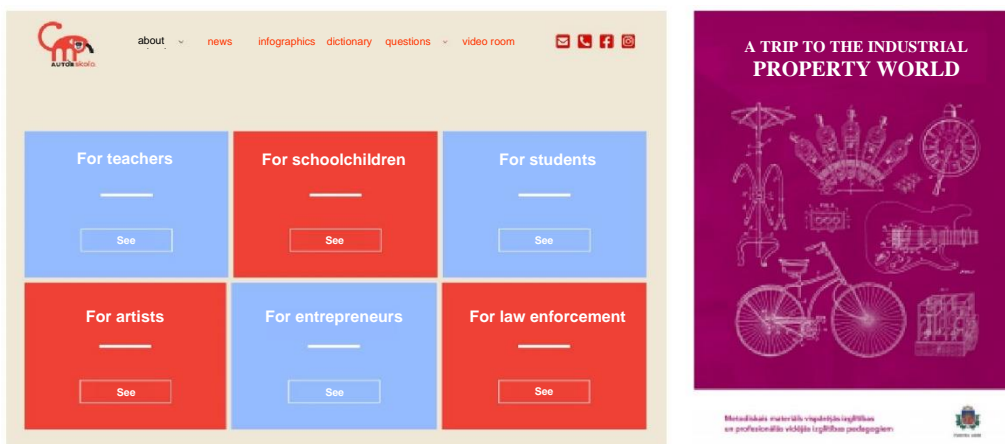 about
news
infographics
dictionary
questions
video room
For teachers
For schoolchildren
For students
See
See
See
For artists
For entrepreneurs
For law enforcement
See
See
See
A TRIP TO THE INDUSTRIAL
PROPERTY WORLD
Metodiskais materiāls vispārējās izglītības
un profesionālās vidējās izglītības pedagogiem